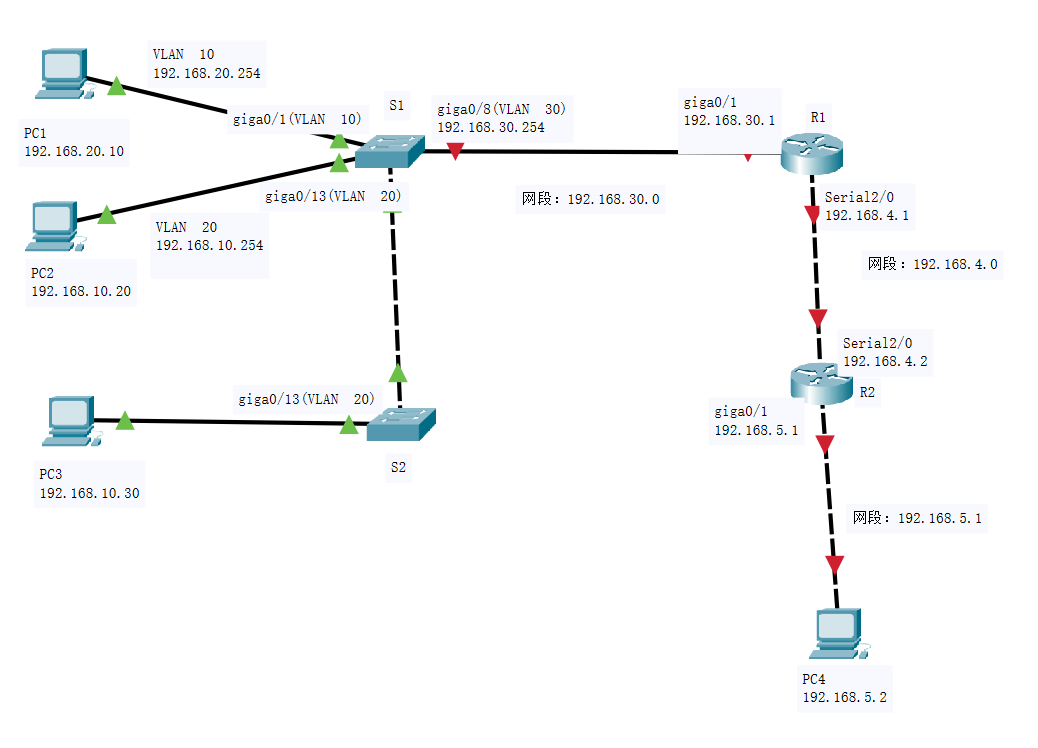 VLAN 10
192.168.20.254
PC1
192.168.20.10
giga0/1(VLAN 10)
S1
giga0/8(VLAN 30)
192.168.30.254
giga0/1
192.168.30.1
R1
giga0/13(VLAN 20)
网段：192.168.30.0
Serial2/0
192.168.4.1
VLAN 20
192.168.10.254
PC2
192.168.10.20
网段：192.168.4.0
Serial2/0
192.168.4.2
R2
giga0/1
192.168.5.1
giga0/13(VLAN 20)
S2
PC3
192.168.10.30
网段：192.168.5.1
PC4
192.168.5.2